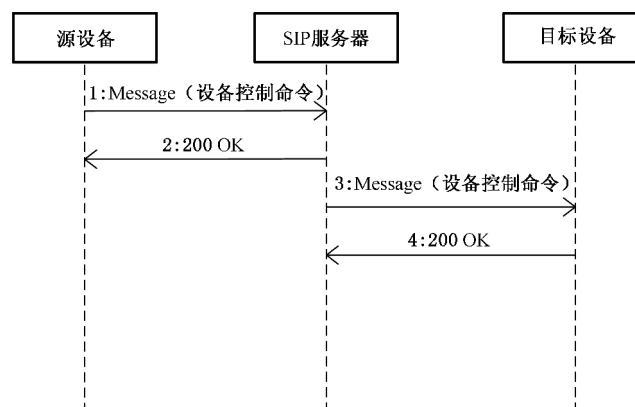 源设备
SIP服务器
目标设备
1:Message（设备控制命令）
2:200 OK
3:Message（设备控制命令）
4:200 OK